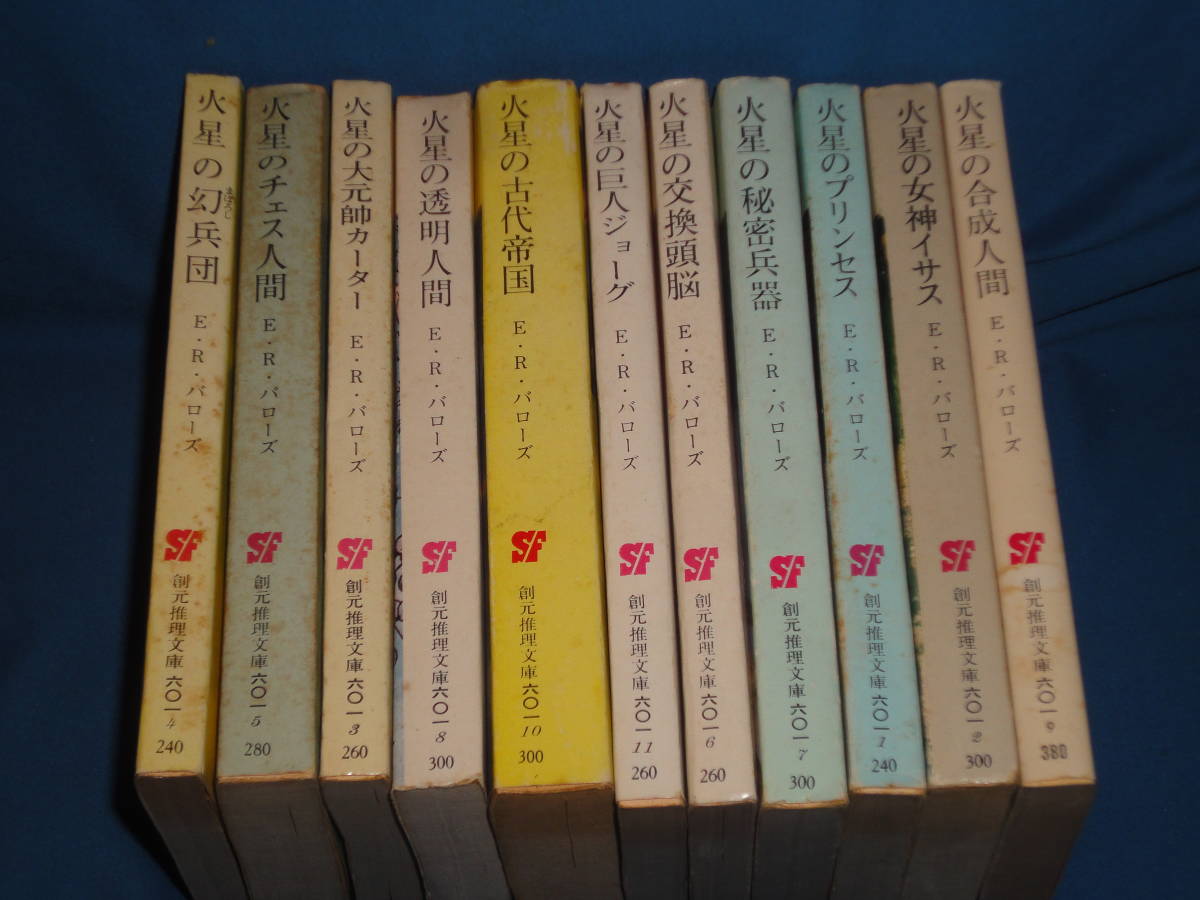 火星の幻兵団
まぼろし
E・R・バローズ
SF
創元推理文庫 六〇一
4
240
火星のチェス人間
E・R・バローズ
SF
創元推理文庫 六〇一
5
280
火星の大元帥カーター
E・R・バローズ
SF
創元推理文庫 六〇一
3
260
火星の透明人間
E・R・バローズ
SF
創元推理文庫 六〇一
8
300
火星の古代帝国
E・R・バローズ
SF
創元推理文庫 六〇一
10
300
火星の巨人ジョーグ
E・R・バローズ
SF
創元推理文庫 六〇一
11
260
火星の交換頭脳
E・R・バローズ
SF
創元推理文庫 六〇一
6
260
火星の秘密兵器
E・R・バローズ
SF
創元推理文庫 六〇一
7
300
火星のプリンセス
E・R・バローズ
SF
創元推理文庫 六〇一
1
240
火星の女神イサス
E・R・バローズ
SF
創元推理文庫 六〇一
2
300
火星の合成人間
E・R・バローズ
SF
創元推理文庫 六〇一
9
380